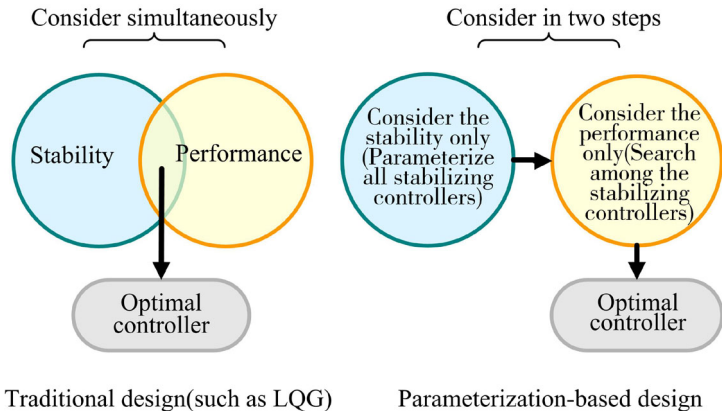 Consider simultaneously
Stability
Performance
Optimal
controller
Traditional design(such as LQG)
Consider in two steps
Consider the
stability only
(Parameterize
all stabilizing
controllers)
Consider the
performance
only(Search
among the
stabilizing
controllers)
Optimal
controller
Parameterization-based design